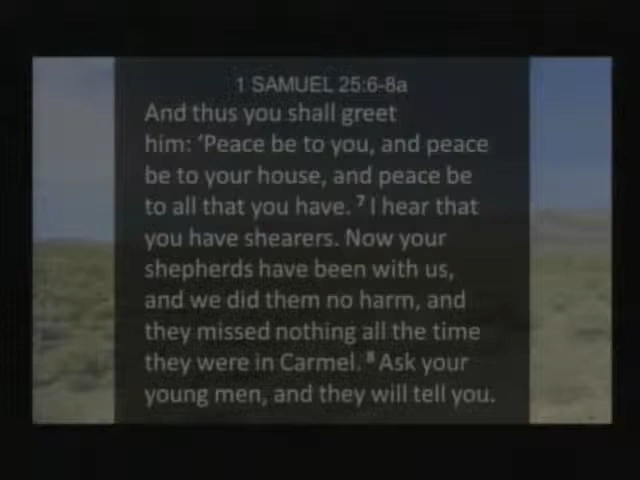 1 SAMUEL 25:6-8a
And thus you shall greet
him: ‘Peace be to you, and peace
be to your house, and peace be
to all that you have. ⁷ I hear that
you have shearers. Now your
shepherds have been with us,
and we did them no harm, and
they missed nothing all the time
they were in Carmel. ⁸ Ask your
young men, and they will tell you.